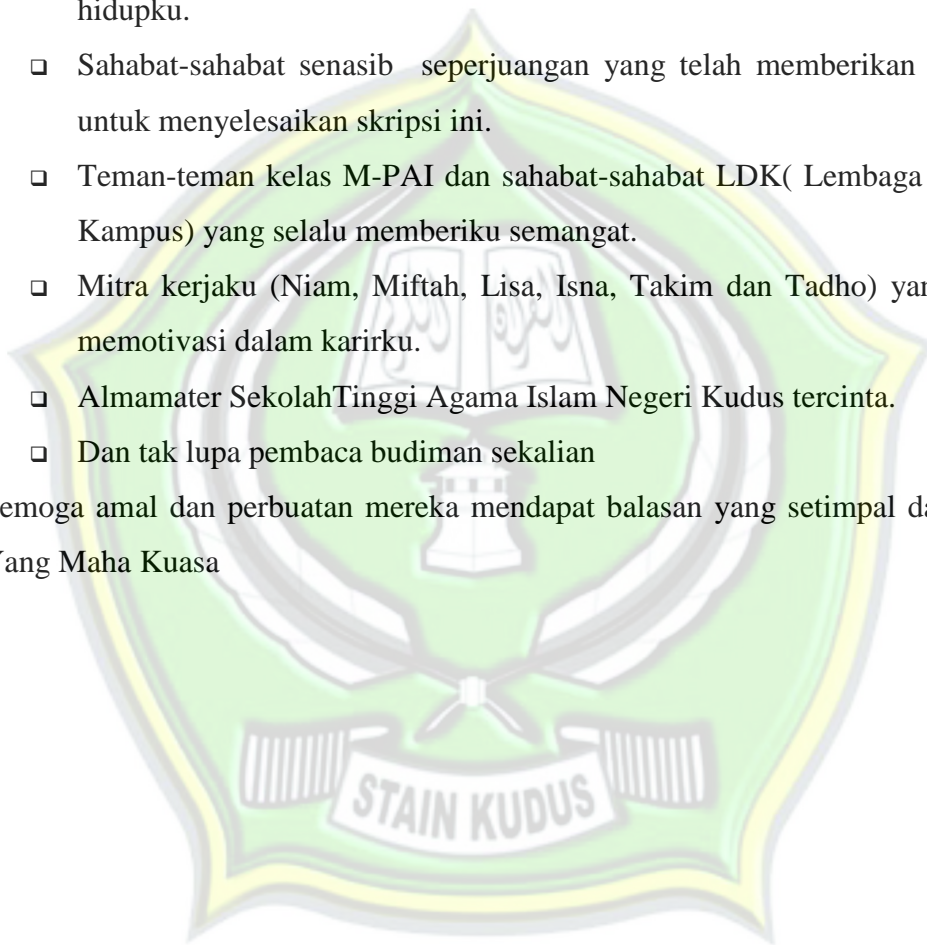 hidupku.
❑ Sahabat-sahabat senasib seperjuangan yang telah memberikan
untuk menyelesaikan skripsi ini.
❑ Teman-teman kelas M-PAI dan sahabat-sahabat LDK( Lembaga
Kampus) yang selalu memberiku semangat.
❑ Mitra kerjaku (Niam, Miftah, Lisa, Isna, Takim dan Tadho) yan
memotivasi dalam karirku.
❑ Almamater SekolahTinggi Agama Islam Negeri Kudus tercinta.
❑ Dan tak lupa pembaca budiman sekalian
emoga amal dan perbuatan mereka mendapat balasan yang setimpal da
Yang Maha Kuasa
STAIN KUDUS